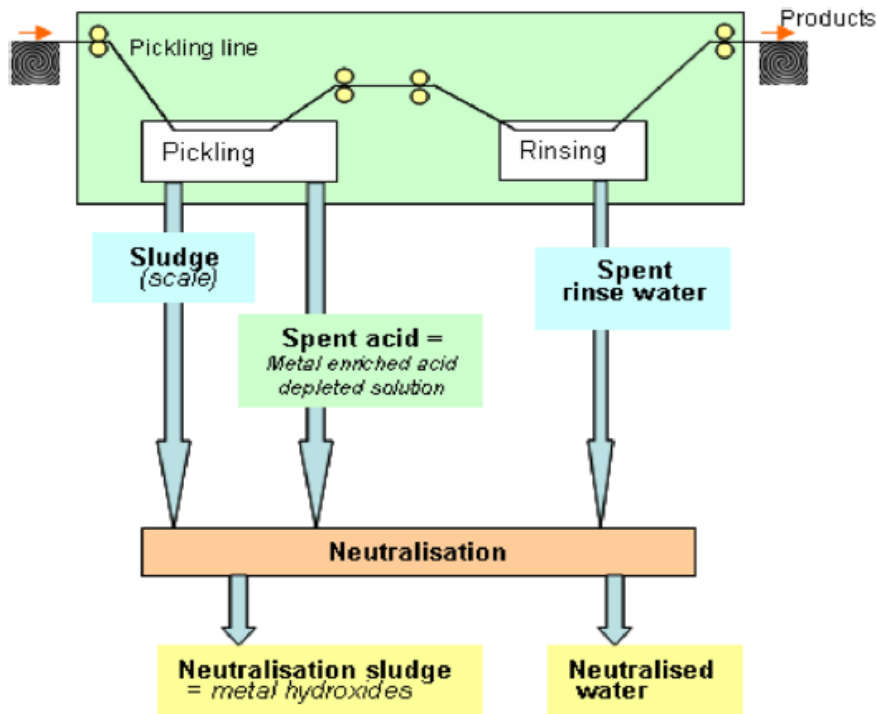 Products
Pickling line
Pickling
Rinsing
Sludge
(scale)
Spent
rinse water
Spent acid =
Metal enriched acid
depleted solution
Neutralisation
Neutralisation sludge
= metal hydroxides
Neutralised
water